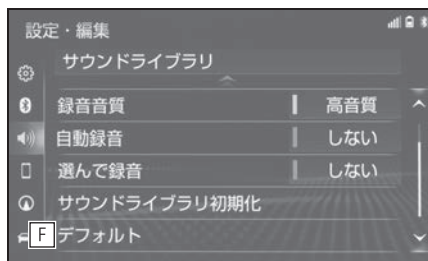 設定・編集
サウンドライブラリ
録音音質 高音質
自動録音 しない
選んで録音 しない
サウンドライブラリ初期化
F デフォルト